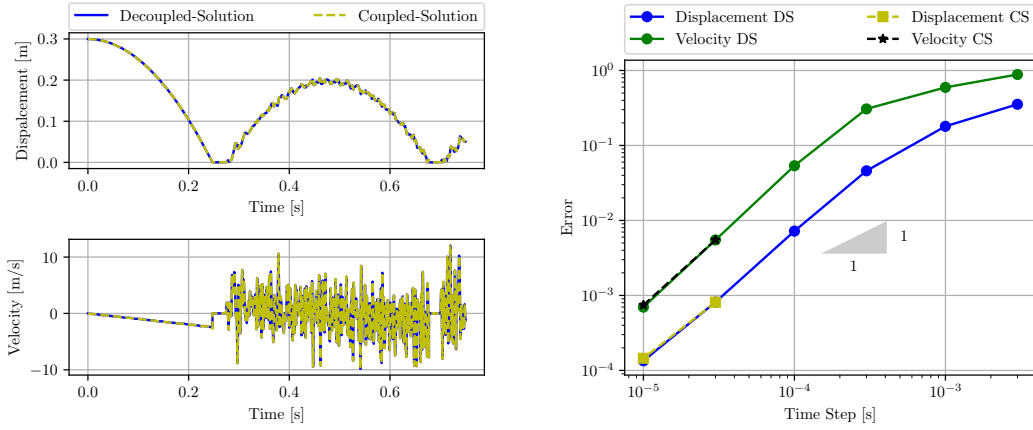 Decoupled-Solution Coupled-Solution
0.3
0.2
0.1
0.0
Dispalcement [m]
0.0 0.2 0.4 0.6
Time [s]
10
0
−10
Velocity [m/s]
0.0 0.2 0.4 0.6
Time [s]
Displacement DS Displacement CS
Velocity DS Velocity CS
10⁰
10⁻¹
10⁻²
10⁻³
10⁻⁴
Error
1
1
10⁻⁵ 10⁻⁴ 10⁻³
Time Step [s]